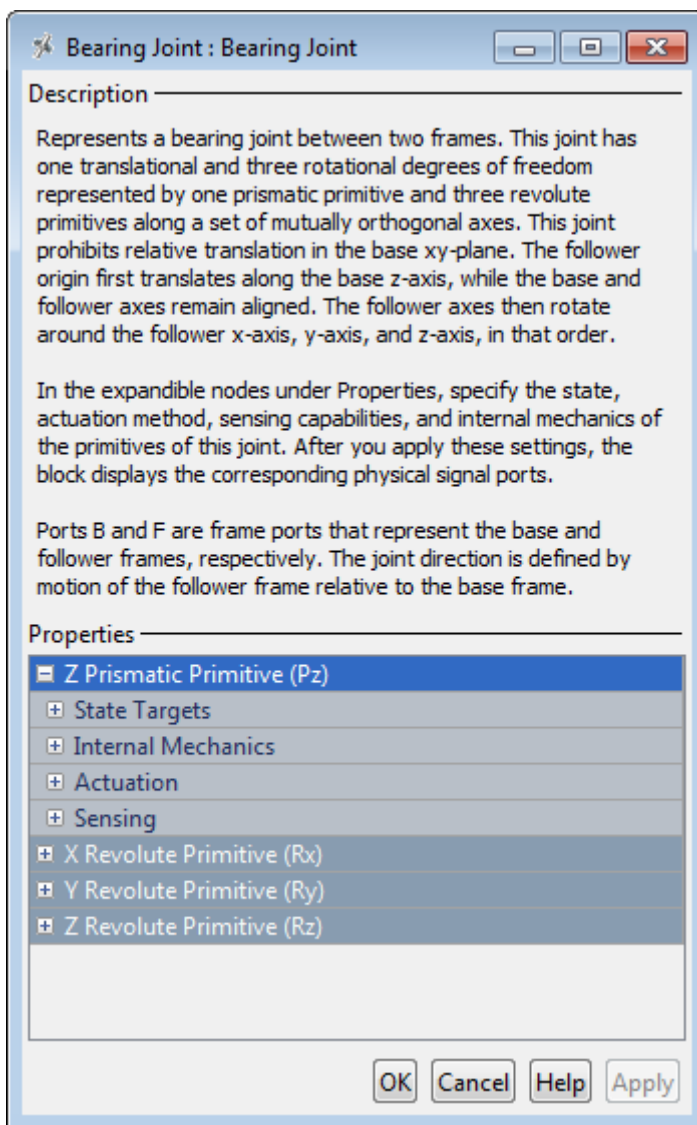 Bearing Joint : Bearing Joint
Description
Represents a bearing joint between two frames. This joint has
one translational and three rotational degrees of freedom
represented by one prismatic primitive and three revolute
primitives along a set of mutually orthogonal axes. This joint
prohibits relative translation in the base xy-plane. The follower
origin first translates along the base z-axis, while the base and
follower axes remain aligned. The follower axes then rotate
around the follower x-axis, y-axis, and z-axis, in that order.
In the expandible nodes under Properties, specify the state,
actuation method, sensing capabilities, and internal mechanics of
the primitives of this joint. After you apply these settings, the
block displays the corresponding physical signal ports.
Ports B and F are frame ports that represent the base and
follower frames, respectively. The joint direction is defined by
motion of the follower frame relative to the base frame.
Properties
Z Prismatic Primitive (Pz)
State Targets
Internal Mechanics
Actuation
Sensing
X Revolute Primitive (Rx)
Y Revolute Primitive (Ry)
Z Revolute Primitive (Rz)
OK Cancel Help Apply